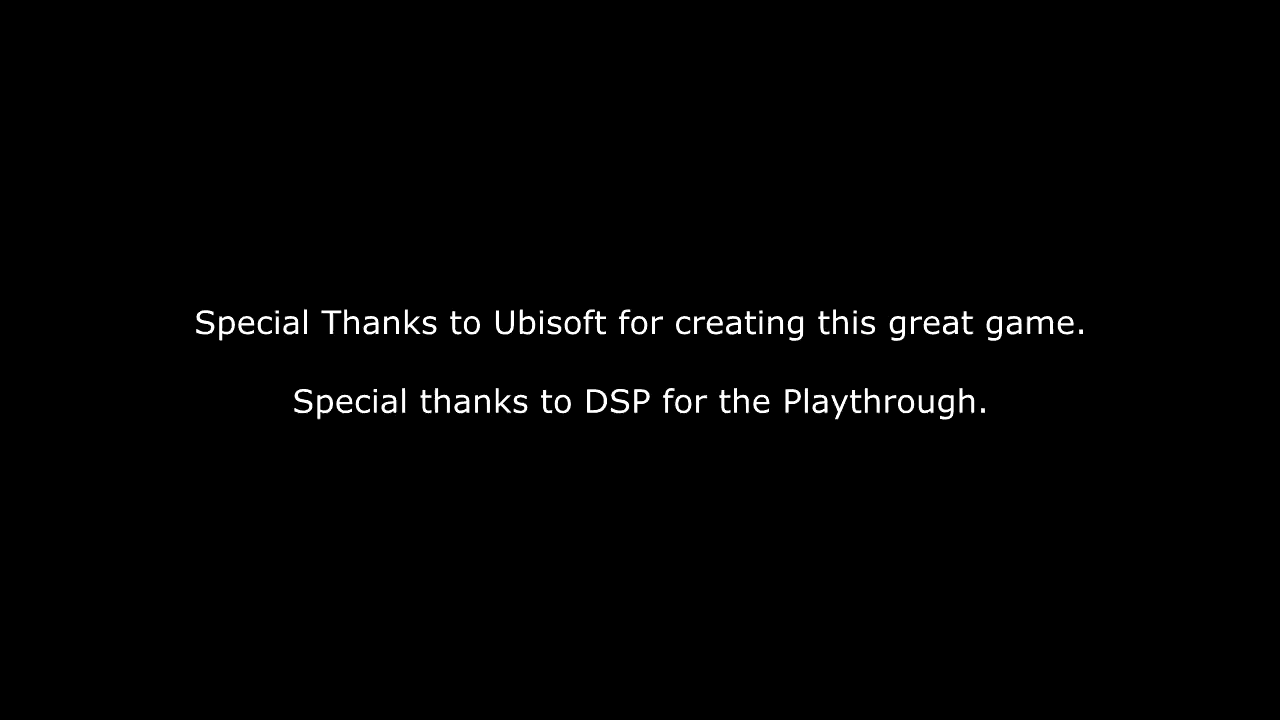 Special Thanks to Ubisoft for creating this great game.
Special thanks to DSP for the Playthrough.